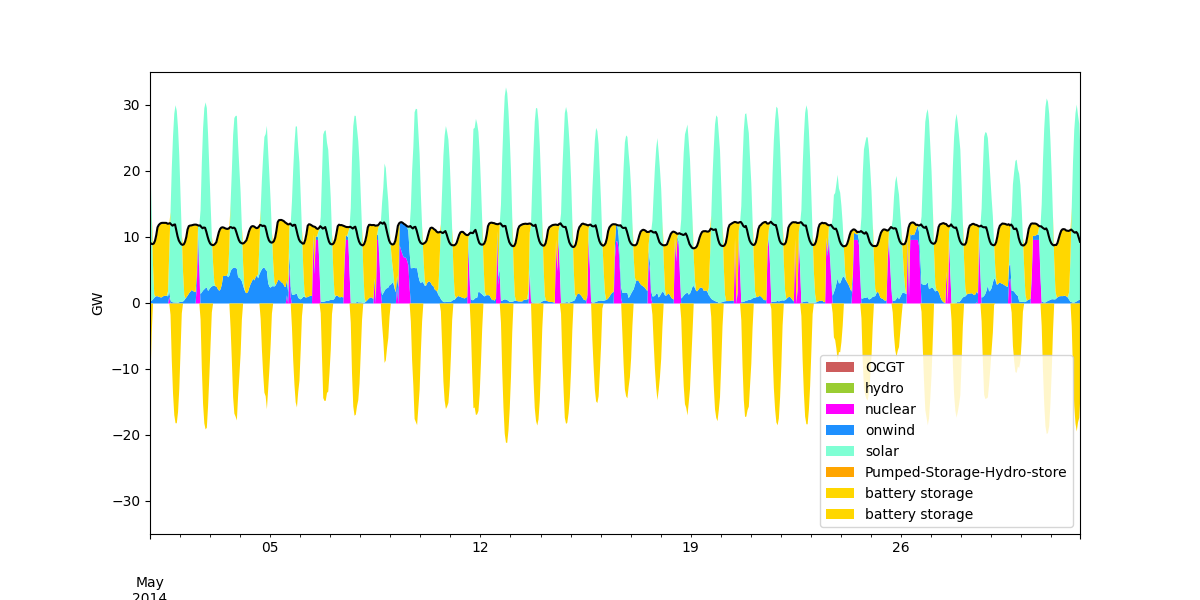 30
20
10
0
−10
−20
−30
GW
OCGT
hydro
nuclear
onwind
solar
Pumped-Storage-Hydro-store
battery storage
battery storage
05
12
19
26
May
2014